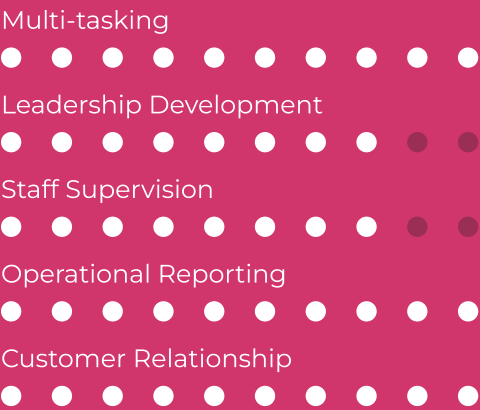 Multi-tasking
Leadership Development
Staff Supervision
Operational Reporting
Customer Relationship